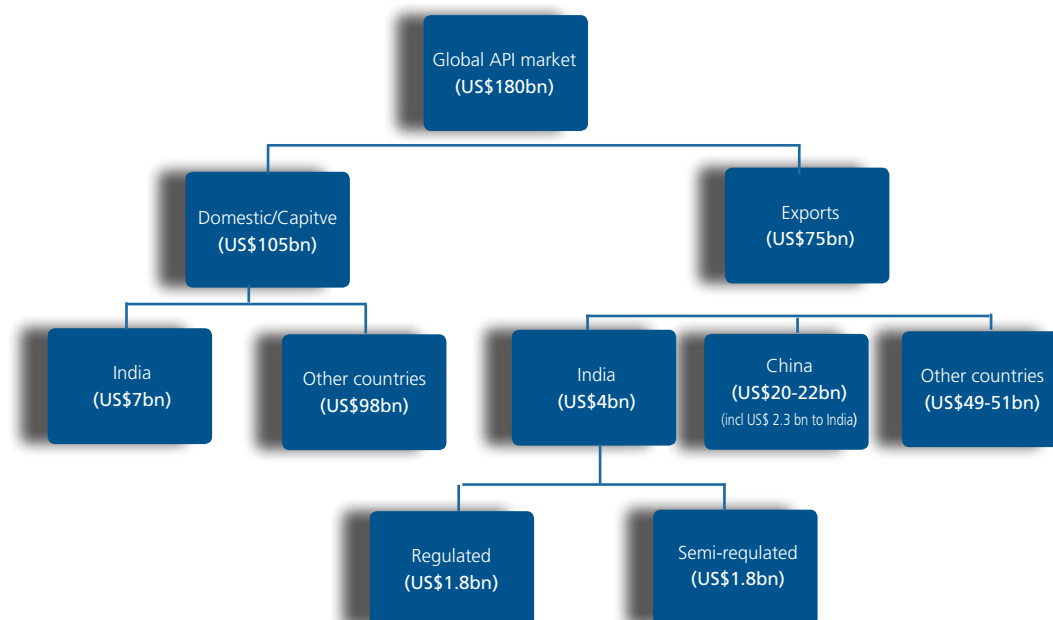 Global API market
(US$180bn)
Domestic/Capitve
(US$105bn)
Exports
(US$75bn)
India
(US$7bn)
Other countries
(US$98bn)
India
(US$4bn)
China
(US$20-22bn)
(incl US$ 2.3 bn to India)
Other countries
(US$49-51bn)
Regulated
(US$1.8bn)
Semi-requlated
(US$1.8bn)